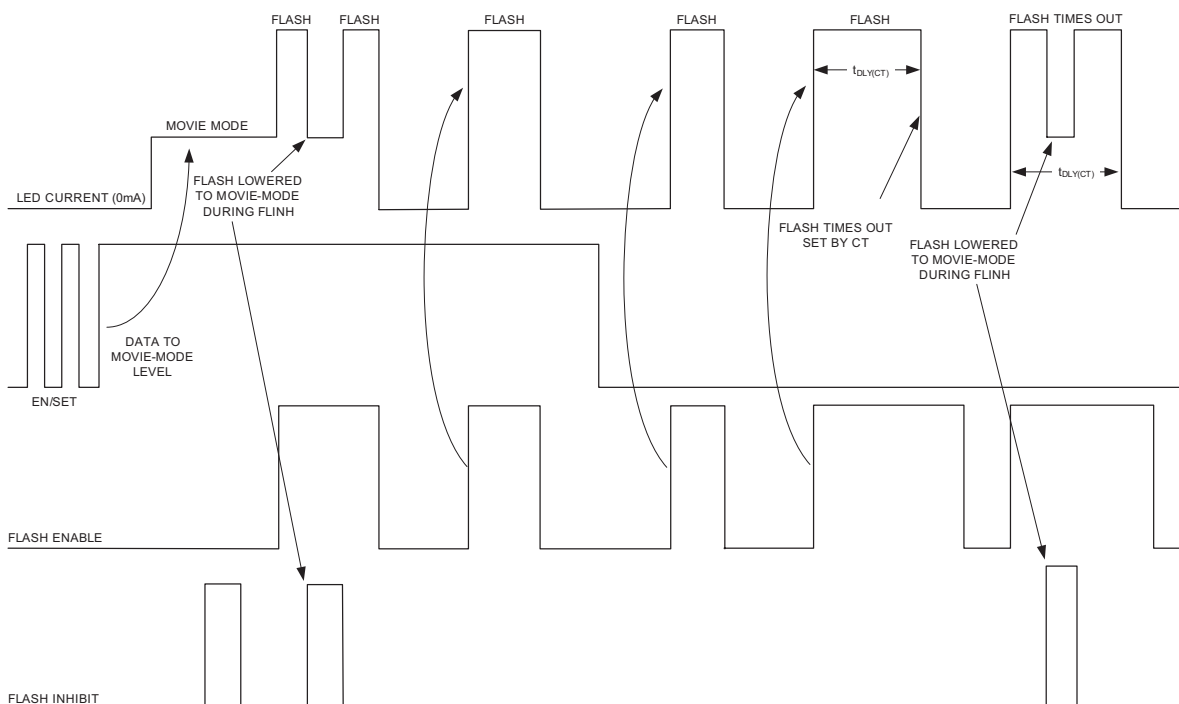 FLASH
FLASH
FLASH
FLASH
FLASH
FLASH TIMES OUT
tDLY(CT)
MOVIE MODE
FLASH LOWERED
TO MOVIE-MODE
DURING FLINH
tDLY(CT)
LED CURRENT (0mA)
FLASH TIMES OUT
SET BY CT
FLASH LOWERED
TO MOVIE-MODE
DURING FLINH
DATA TO
MOVIE-MODE
LEVEL
EN/SET
FLASH ENABLE
FLASH INHIBIT